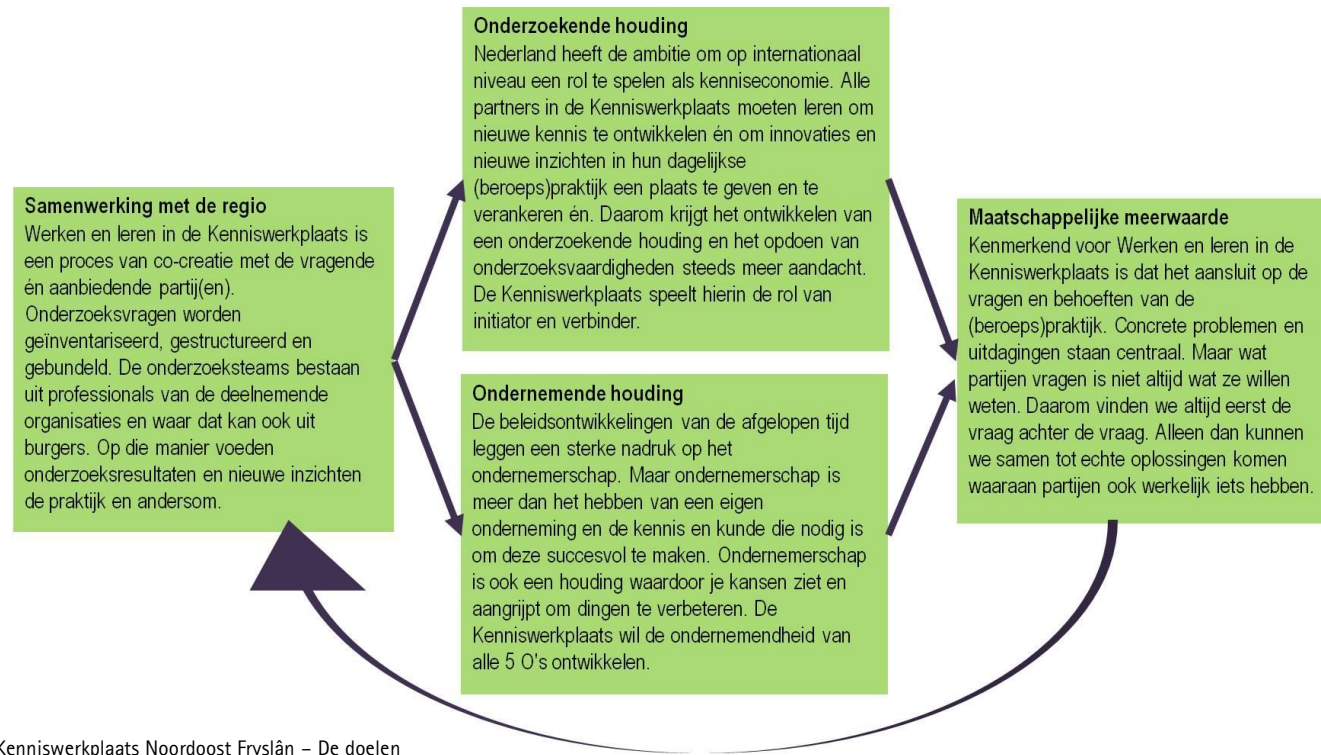 Samenwerking met de regio
Werken en leren in de Kenniswerkplaats is
een proces van co-creatie met de vragende
én aanbiedende partij(en).
Onderzoeksvragen worden
geïnventariseerd, gestructureerd en
gebundeld. De onderzoeksteams bestaan
uit professionals van de deelnemende
organisaties en waar dat kan ook uit
burgers. Op die manier voeden
onderzoeksresultaten en nieuwe inzichten
de praktijk en andersom.
Onderzoekende houding
Nederland heeft de ambitie om op internationaal
niveau een rol te spelen als kenniseconomie. Alle
partners in de Kenniswerkplaats moeten leren om
nieuwe kennis te ontwikkelen én om innovaties en
nieuwe inzichten in hun dagelijkse
(beroeps)praktijk een plaats te geven en te
verankeren én. Daarom krijgt het ontwikkelen van
een onderzoekende houding en het opdoen van
onderzoeksvaardigheden steeds meer aandacht.
De Kenniswerkplaats speelt hierin de rol van
initiator en verbinder.
Ondernemende houding
De beleidsontwikkelingen van de afgelopen tijd
leggen een sterke nadruk op het
ondernemerschap. Maar ondernemerschap is
meer dan het hebben van een eigen
onderneming en de kennis en kunde die nodig is
om deze succesvol te maken. Ondernemerschap
is ook een houding waardoor je kansen ziet en
aangrijpt om dingen te verbeteren. De
Kenniswerkplaats wil de ondernemendheid van
alle 5 O's ontwikkelen.
Maatschappelijke meerwaarde
Kenmerkend voor Werken en leren in de
Kenniswerkplaats is dat het aansluit op de
vragen en behoeften van de
(beroeps)praktijk. Concrete problemen en
uitdagingen staan centraal. Maar wat
partijen vragen is niet altijd wat ze willen
weten. Daarom vinden we altijd eerst de
vraag achter de vraag. Alleen dan kunnen
we samen tot echte oplossingen komen
waaraan partijen ook werkelijk iets hebben.
Kenniswerkplaats Noordoost Fryslân – De doelen